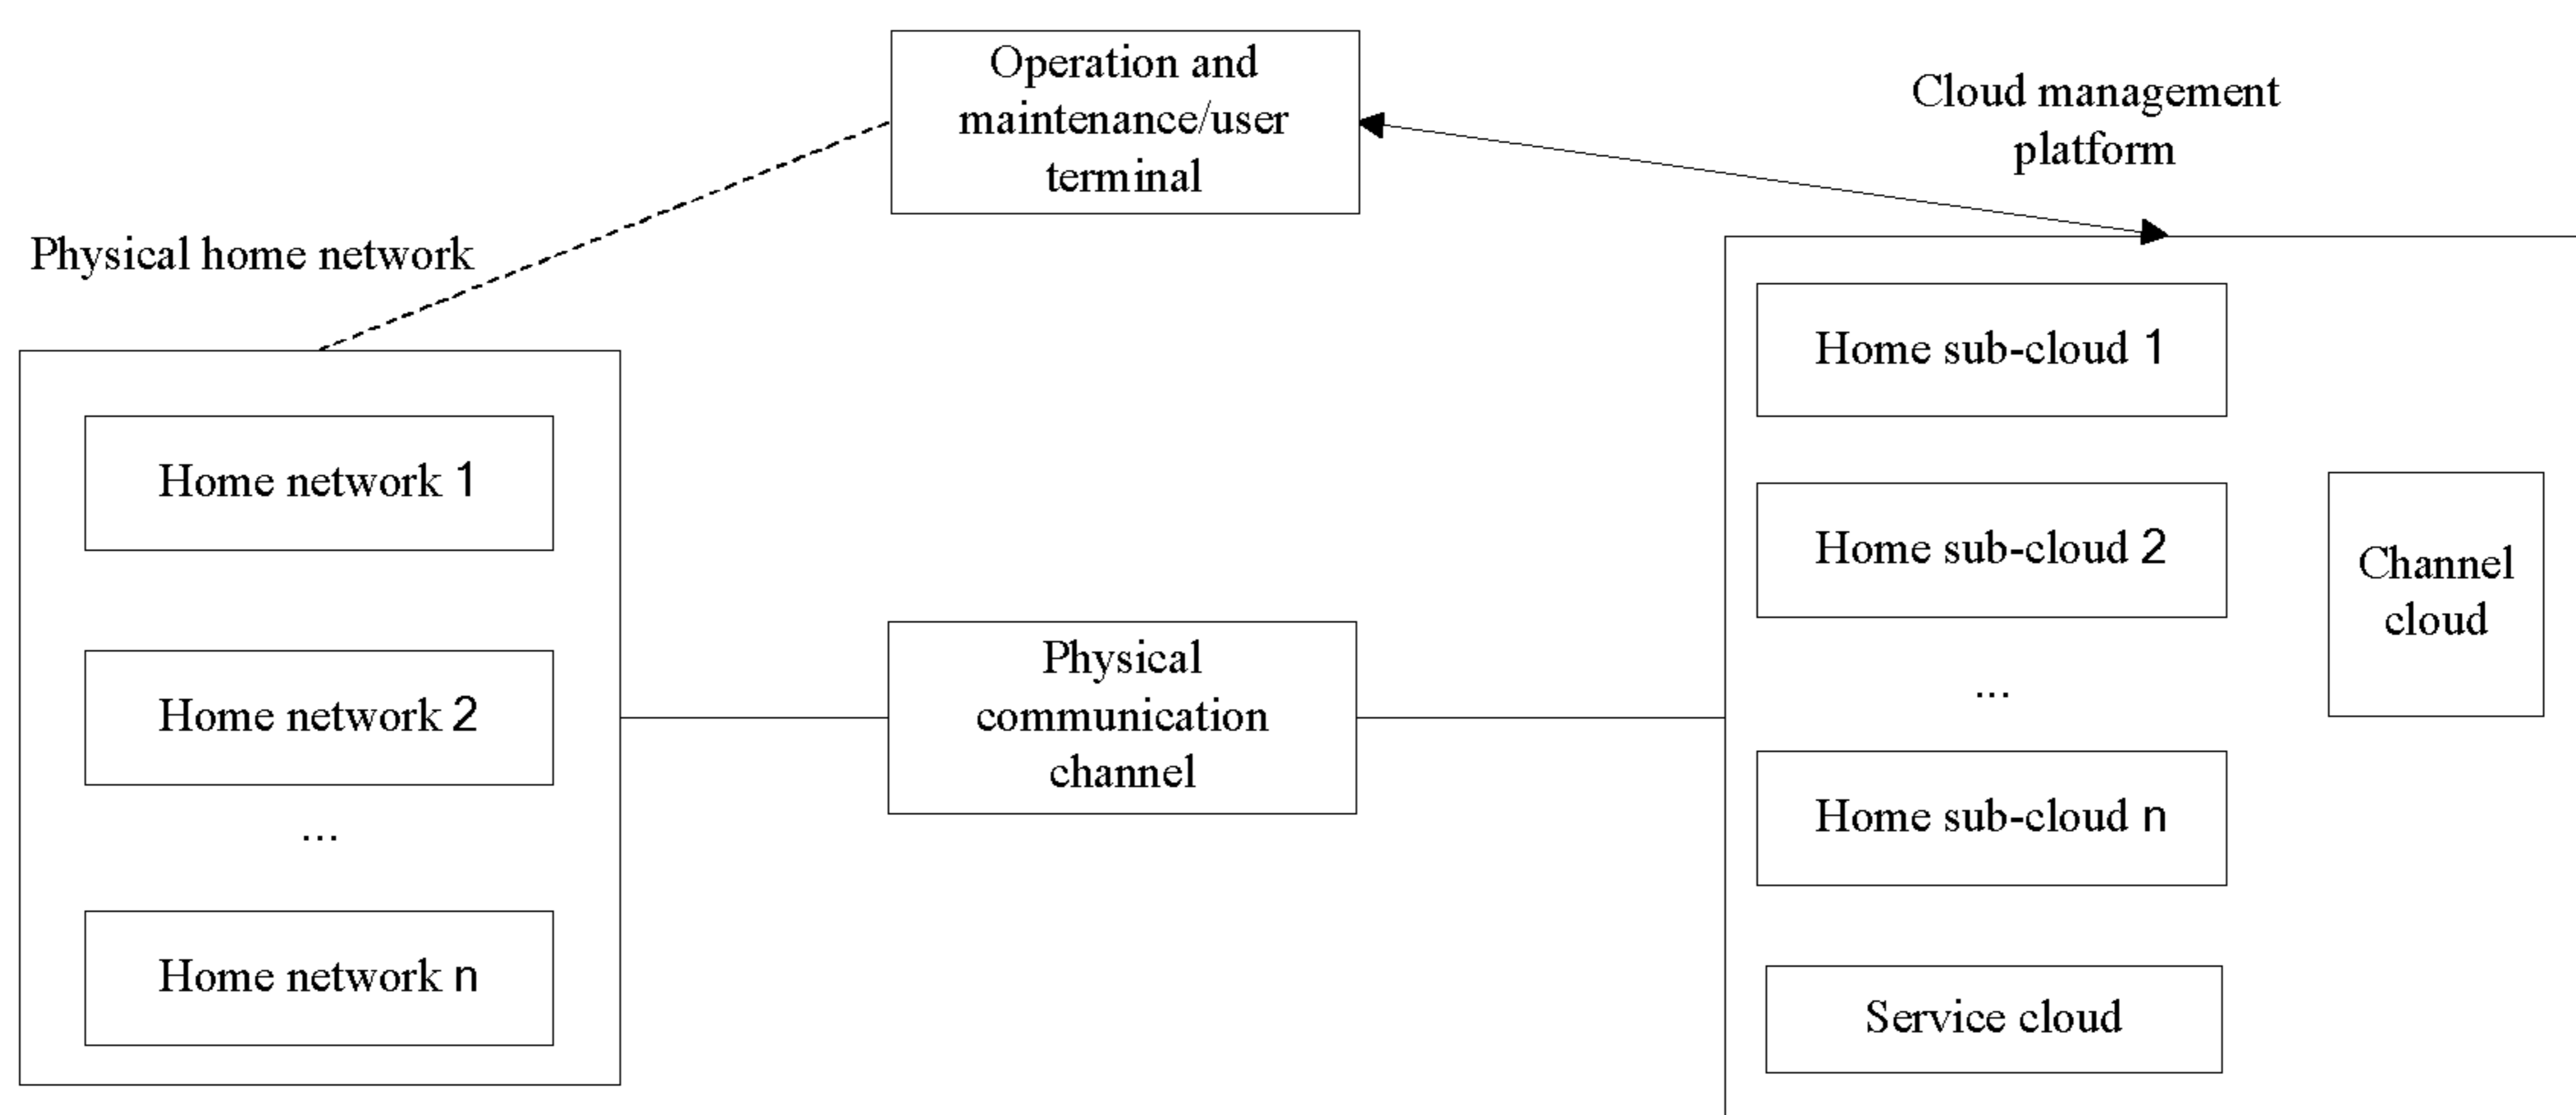 Operation and
maintenance/user
terminal
Cloud management
platform
Physical home network
Home network 1
Home network 2
...
Home network n
Physical
communication
channel
Home sub-cloud 1
Home sub-cloud 2
...
Home sub-cloud n
Service cloud
Channel
cloud